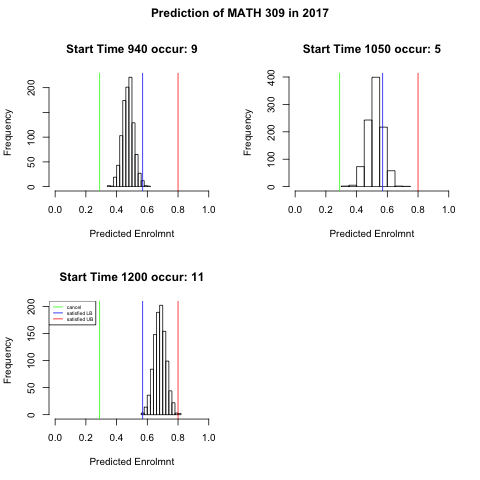 Prediction of MATH 309 in 2017
Start Time 940 occur: 9
Frequency
0 50 100 200
0.0 0.2 0.4 0.6 0.8 1.0
Predicted Enrolmnt
Start Time 1050 occur: 5
Frequency
0 100 200 300 400
0.0 0.2 0.4 0.6 0.8 1.0
Predicted Enrolmnt
Start Time 1200 occur: 11
cancel
satisfied LB
satisfied UB
Frequency
0 50 100 150 200
0.0 0.2 0.4 0.6 0.8 1.0
Predicted Enrolmnt